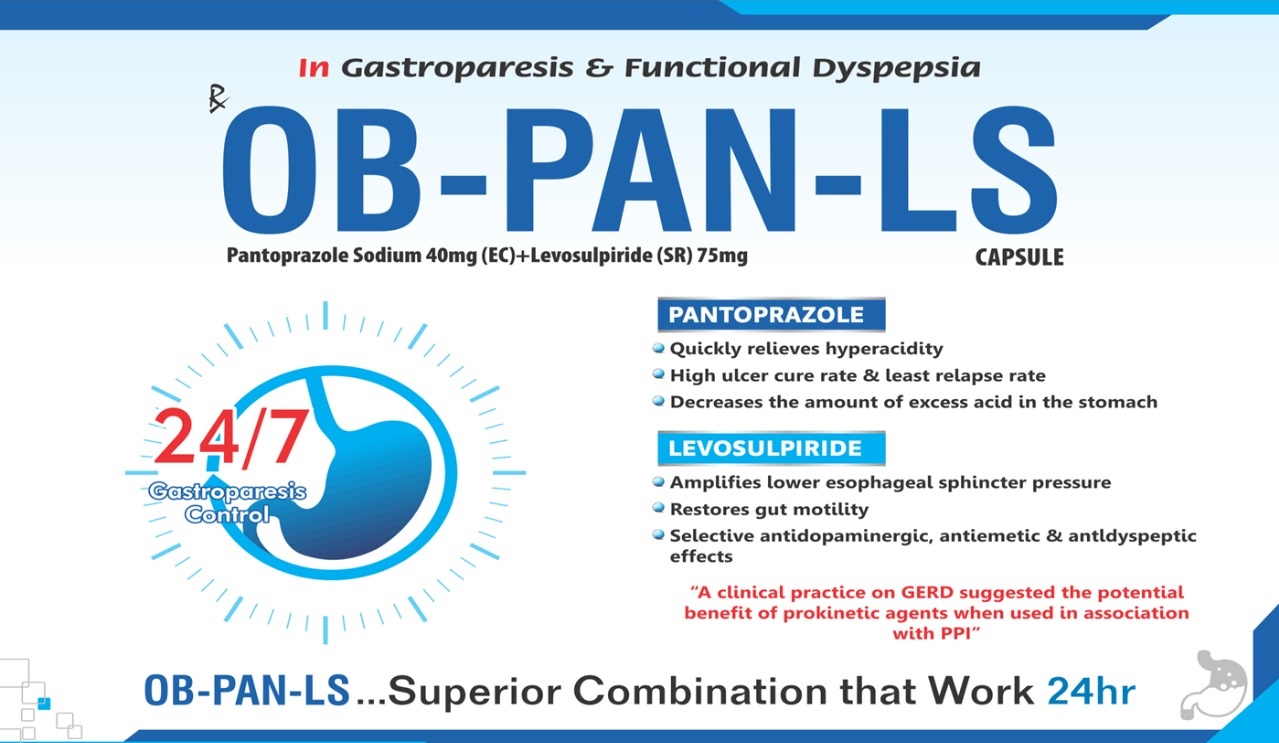 In Gastroparesis & Functional Dyspepsia
℞
OB-PAN-LS
Pantoprazole Sodium 40mg (EC)+Levosulpiride (SR) 75mg
CAPSULE
PANTOPRAZOLE
Quickly relieves hyperacidity
High ulcer cure rate & least relapse rate
Decreases the amount of excess acid in the stomach
24/7
Gastroparesis
Control
LEVOSULPIRIDE
Amplifies lower esophageal sphincter pressure
Restores gut motility
Selective antidopaminergic, antiemetic & antldyspeptic
effects
“A clinical practice on GERD suggested the potential
benefit of prokinetic agents when used in association
with PPI”
OB-PAN-LS...Superior Combination that Work 24hr